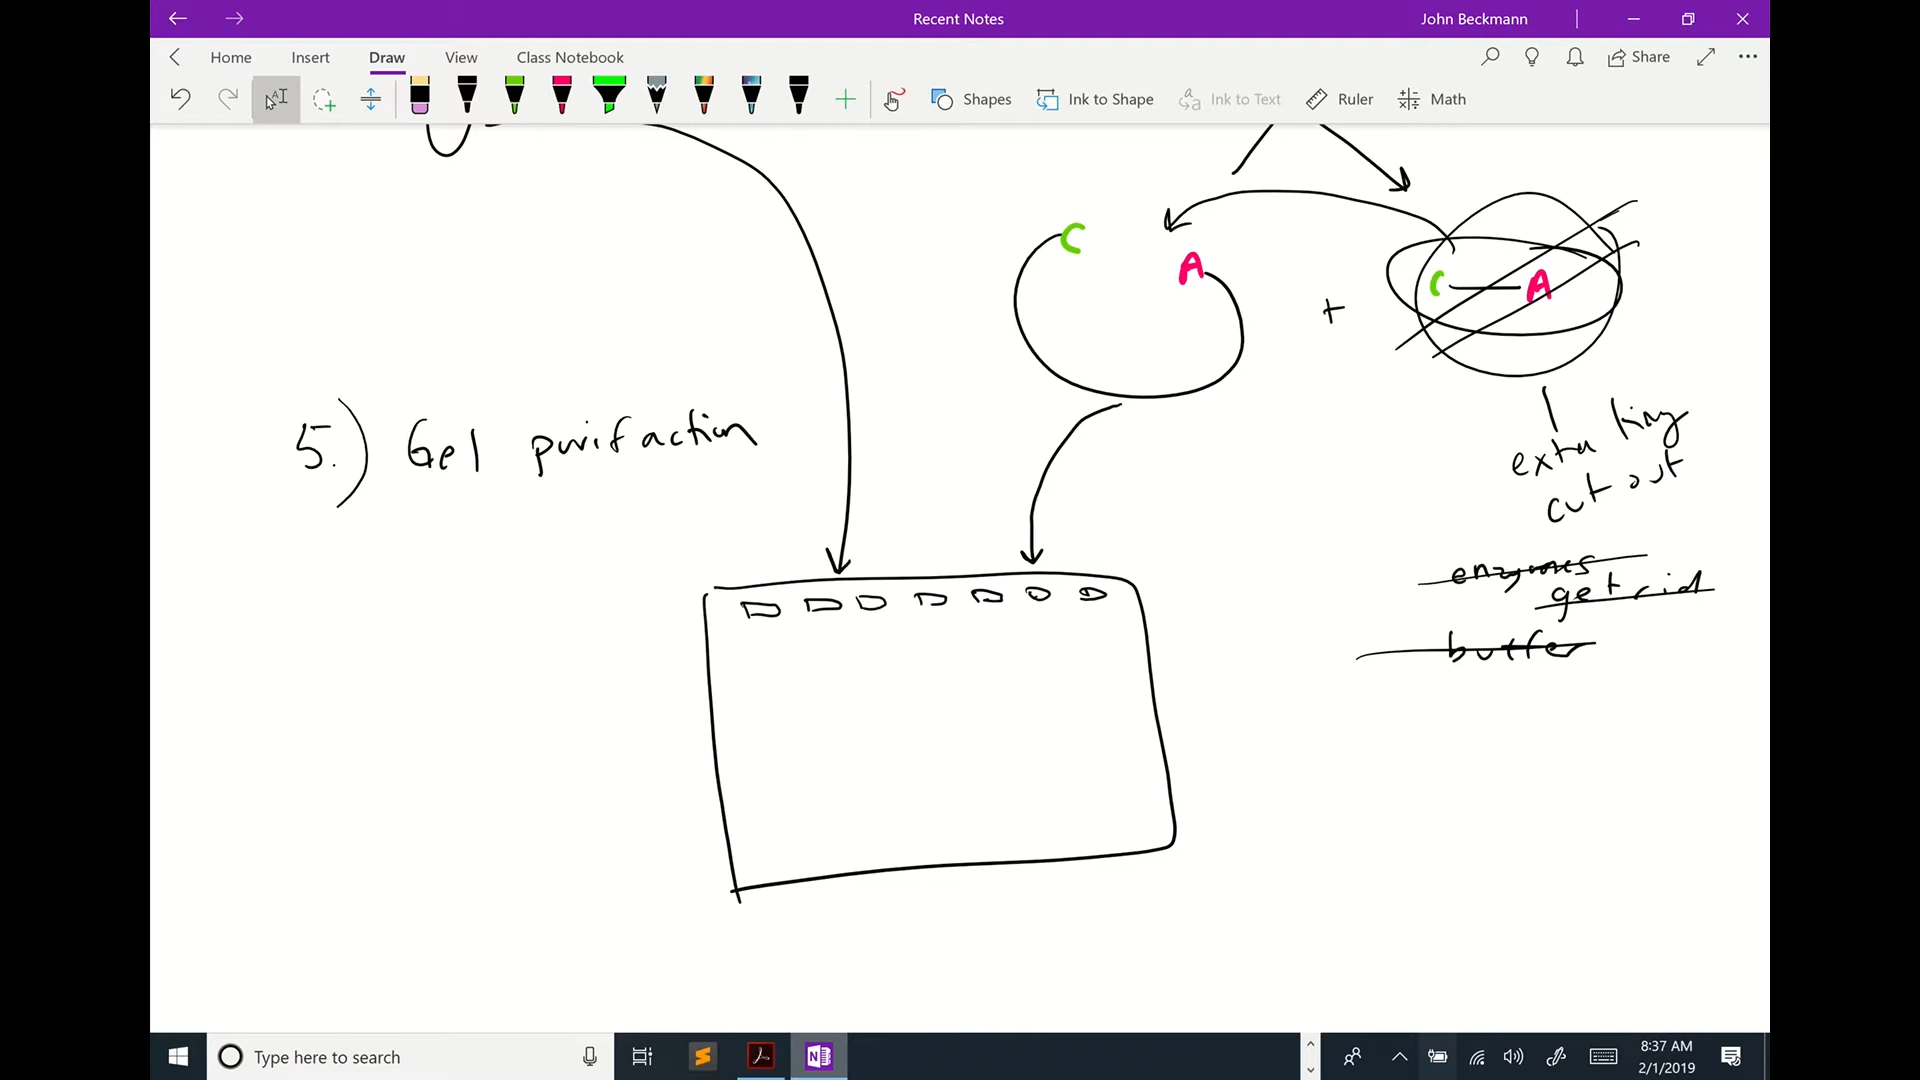 Recent Notes
John Beckmann
Home Insert Draw View Class Notebook
Share
Shapes Ink to Shape Ink to Text Ruler Math
C
A
+
C A
5.) Gel purifaction
extra
cut out
enzymes
get rid
buffer
Type here to search
8:37 AM
2/1/2019